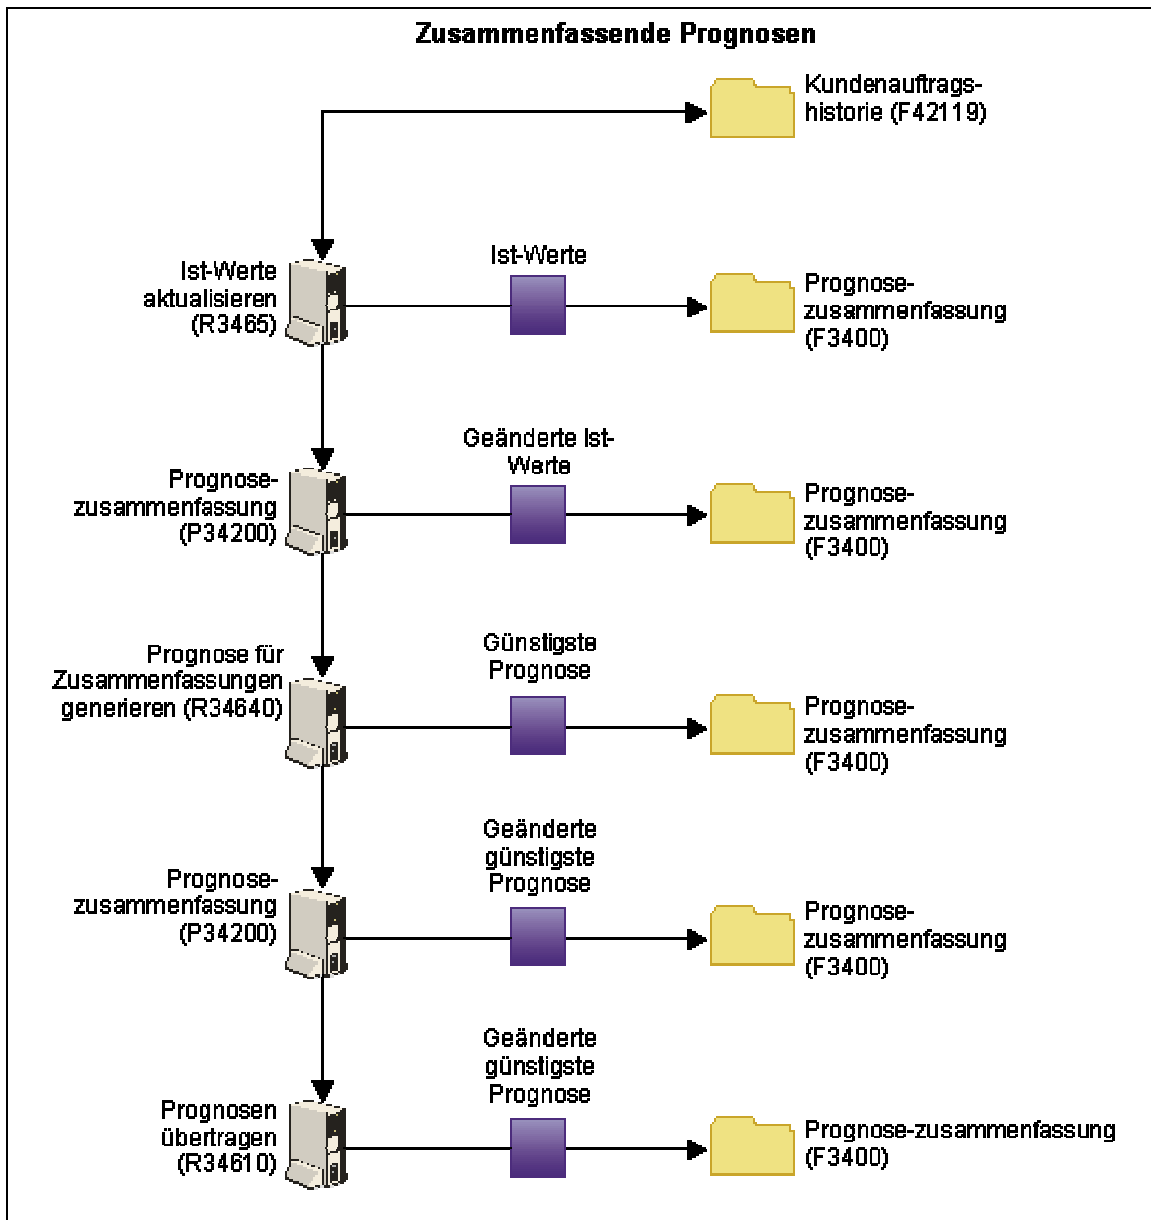 Zusammenfassende Prognosen
Kundenauftrags-
historie (F42119)
Ist-Werte
aktualisieren
(R3465)
Ist-Werte
Prognose-
zusammenfassung
(F3400)
Prognose-
zusammenfassung
(P34200)
Geänderte Ist-
Werte
Prognose-
zusammenfassung
(F3400)
Prognose für
Zusammenfassungen
generieren (R34640)
Günstigste
Prognose
Prognose-
zusammenfassung
(F3400)
Prognose-
zusammenfassung
(P34200)
Geänderte
günstigste
Prognose
Prognose-
zusammenfassung
(F3400)
Prognosen
übertragen
(R34610)
Geänderte
günstigste
Prognose
Prognose-zusammenfassung
(F3400)